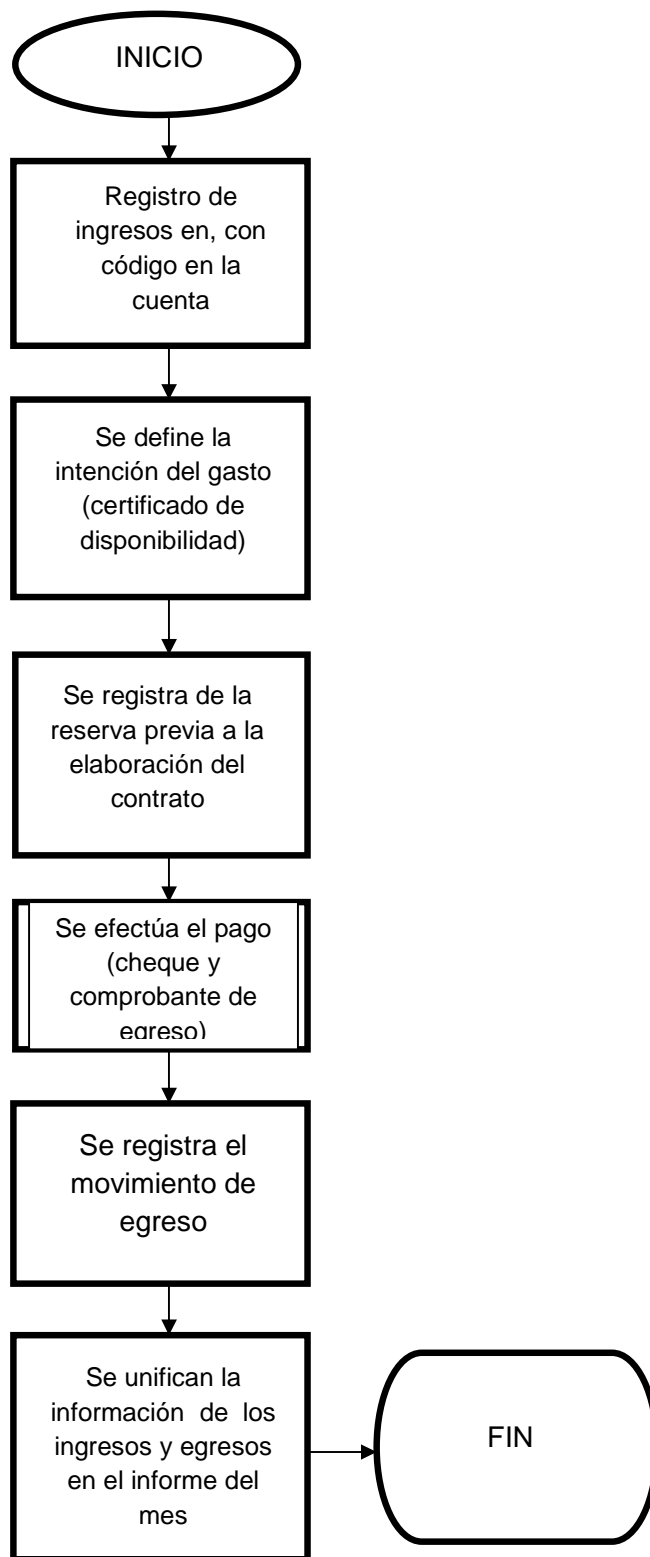 INICIO
Registro de
ingresos en, con
código en la
cuenta
Se define la
intención del gasto
(certificado de
disponibilidad)
Se registra de la
reserva previa a la
elaboración del
contrato
Se efectúa el pago
(cheque y
comprobante de
egreso)
Se registra el
movimiento de
egreso
Se unifican la
información de los
ingresos y egresos
en el informe del
mes
FIN